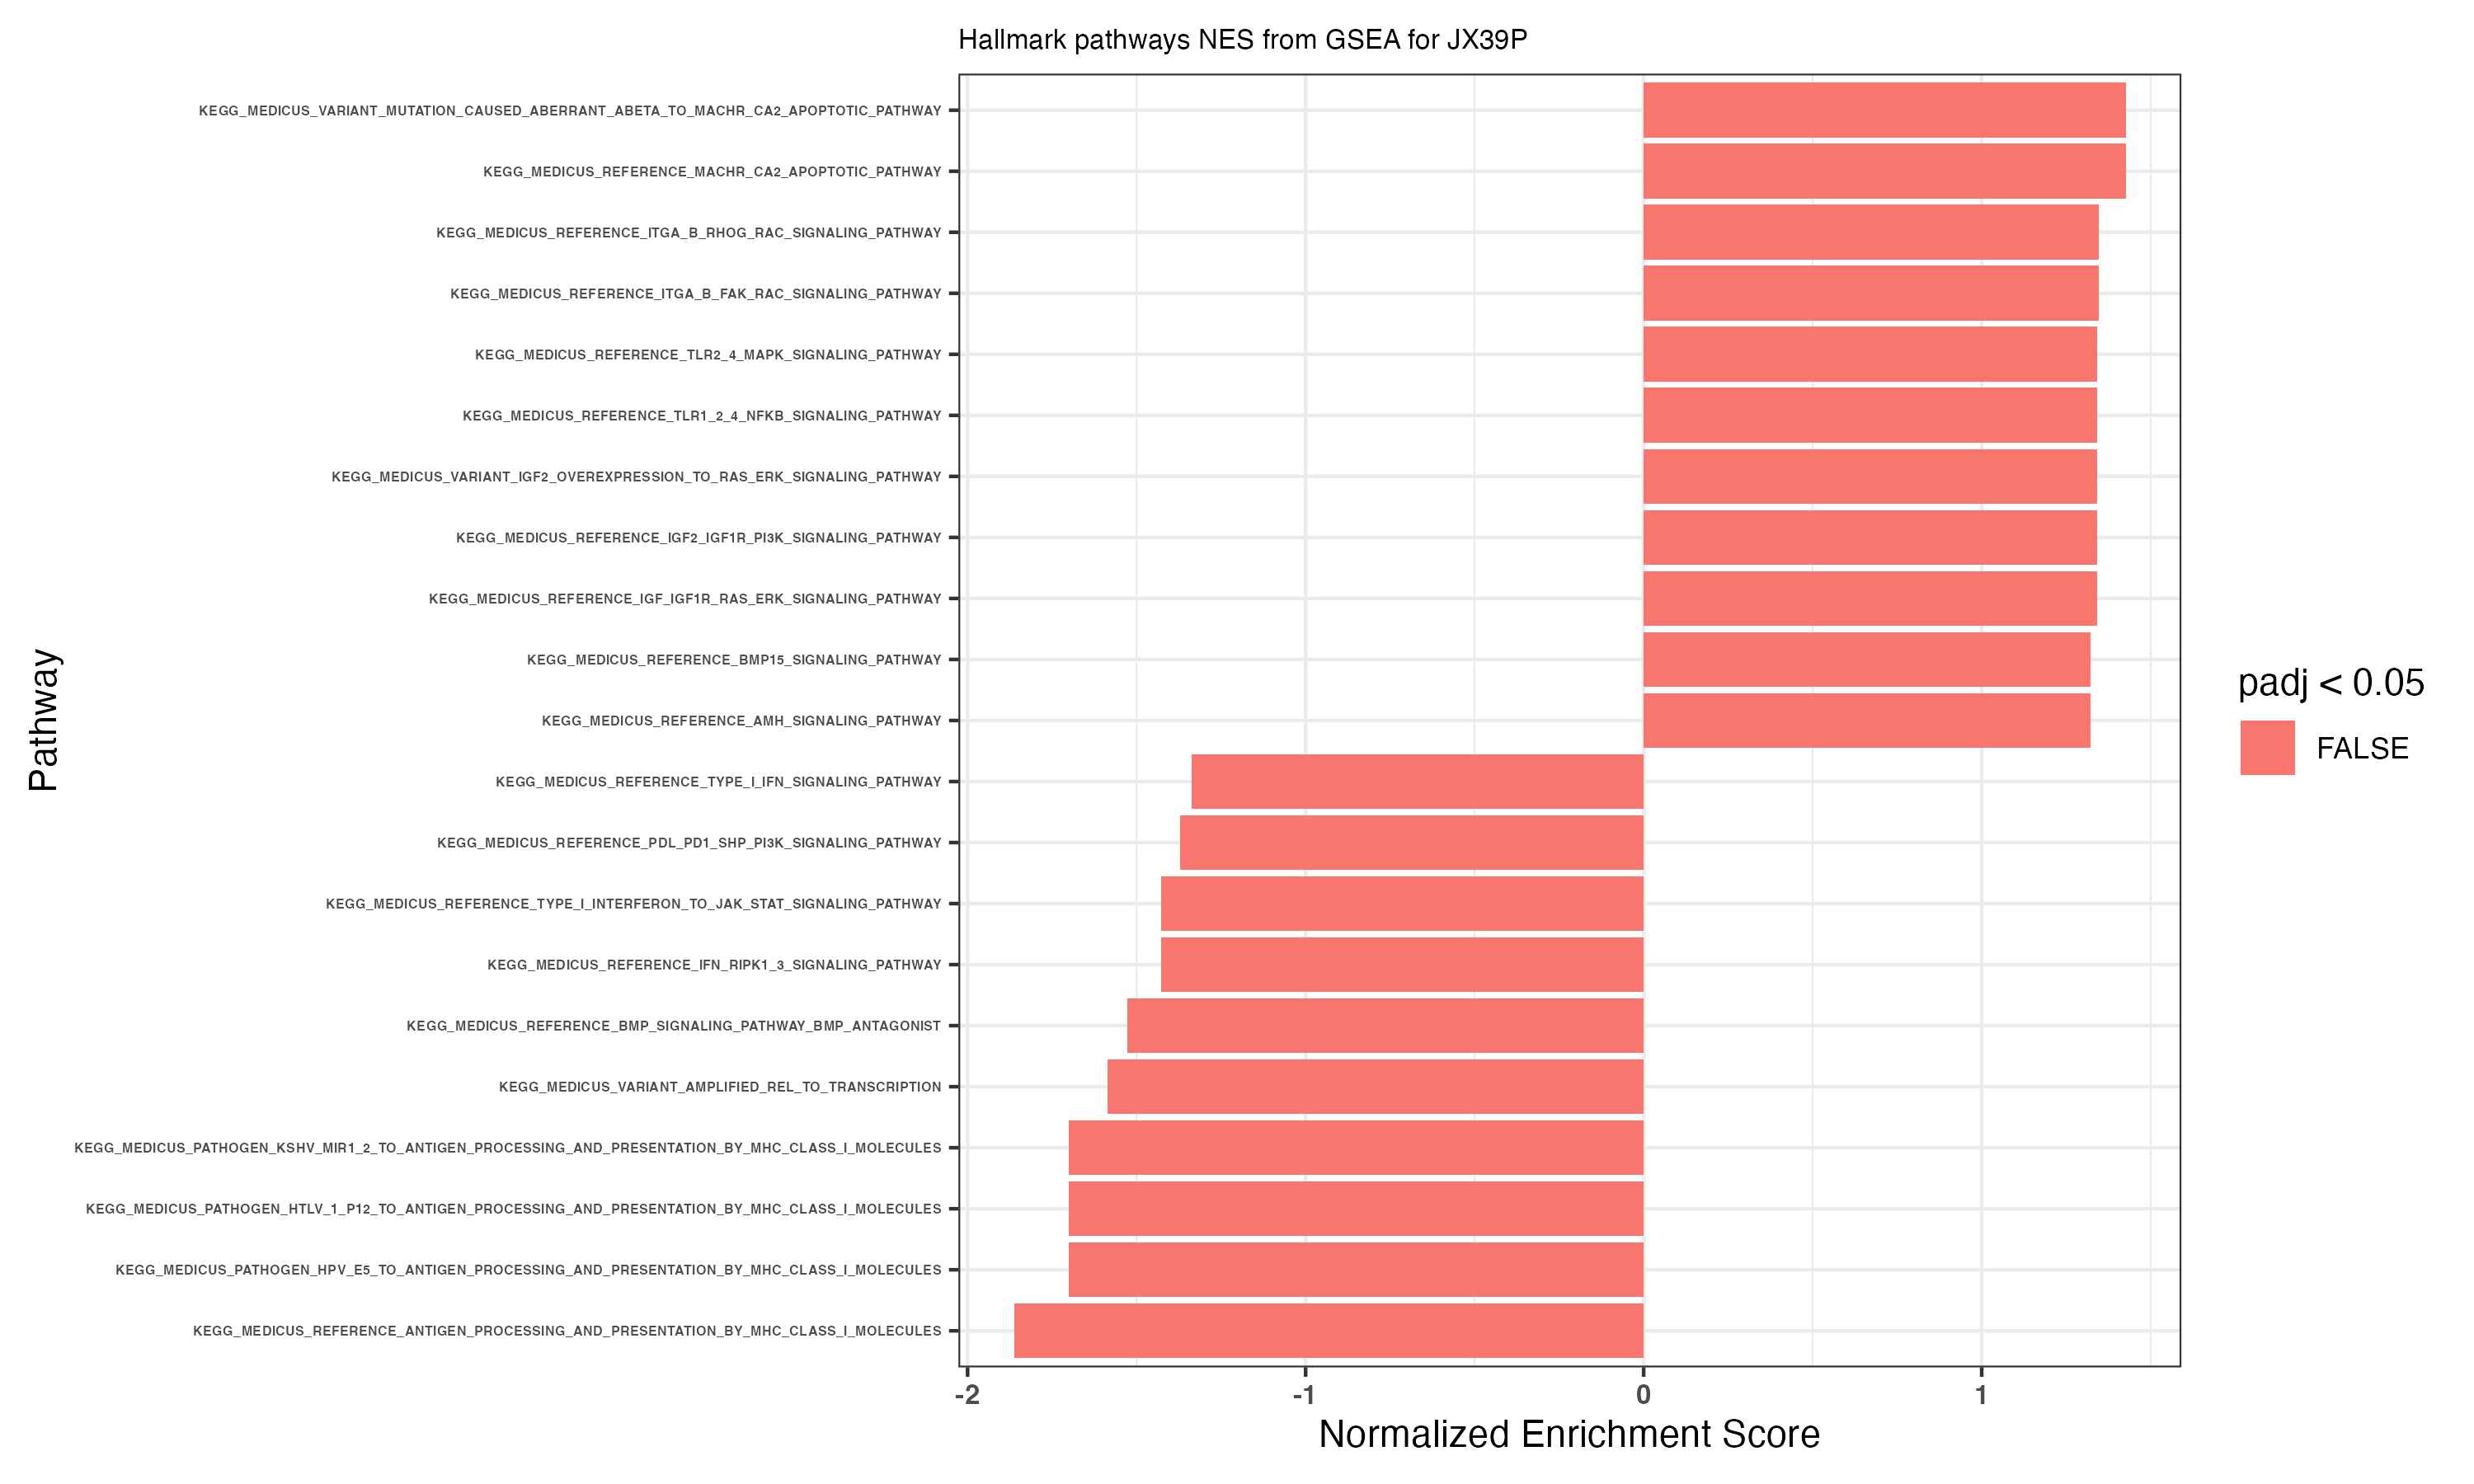 Hallmark pathways NES from GSEA for JX39P
KEGG_MEDICUS_VARIANT_MUTATION_CAUSED_ABERRANT_ABETA_TO_MACHR_CA2_APOPTOTIC_PATHWAY
KEGG_MEDICUS_REFERENCE_MACHR_CA2_APOPTOTIC_PATHWAY
KEGG_MEDICUS_REFERENCE_ITGA_B_RHOG_RAC_SIGNALING_PATHWAY
KEGG_MEDICUS_REFERENCE_ITGA_B_FAK_RAC_SIGNALING_PATHWAY
KEGG_MEDICUS_REFERENCE_TLR2_4_MAPK_SIGNALING_PATHWAY
KEGG_MEDICUS_REFERENCE_TLR1_2_4_NFKB_SIGNALING_PATHWAY
KEGG_MEDICUS_VARIANT_IGF2_OVEREXPRESSION_TO_RAS_ERK_SIGNALING_PATHWAY
KEGG_MEDICUS_REFERENCE_IGF2_IGF1R_PI3K_SIGNALING_PATHWAY
KEGG_MEDICUS_REFERENCE_IGF_IGF1R_RAS_ERK_SIGNALING_PATHWAY
KEGG_MEDICUS_REFERENCE_BMP15_SIGNALING_PATHWAY
KEGG_MEDICUS_REFERENCE_AMH_SIGNALING_PATHWAY
KEGG_MEDICUS_REFERENCE_TYPE_I_IFN_SIGNALING_PATHWAY
KEGG_MEDICUS_REFERENCE_PDL_PD1_SHP_PI3K_SIGNALING_PATHWAY
KEGG_MEDICUS_REFERENCE_TYPE_I_INTERFERON_TO_JAK_STAT_SIGNALING_PATHWAY
KEGG_MEDICUS_REFERENCE_IFN_RIPK1_3_SIGNALING_PATHWAY
KEGG_MEDICUS_REFERENCE_BMP_SIGNALING_PATHWAY_BMP_ANTAGONIST
KEGG_MEDICUS_VARIANT_AMPLIFIED_REL_TO_TRANSCRIPTION
KEGG_MEDICUS_PATHOGEN_KSHV_MIR1_2_TO_ANTIGEN_PROCESSING_AND_PRESENTATION_BY_MHC_CLASS_I_MOLECULES
KEGG_MEDICUS_PATHOGEN_HTLV_1_P12_TO_ANTIGEN_PROCESSING_AND_PRESENTATION_BY_MHC_CLASS_I_MOLECULES
KEGG_MEDICUS_PATHOGEN_HPV_E5_TO_ANTIGEN_PROCESSING_AND_PRESENTATION_BY_MHC_CLASS_I_MOLECULES
KEGG_MEDICUS_REFERENCE_ANTIGEN_PROCESSING_AND_PRESENTATION_BY_MHC_CLASS_I_MOLECULES
Pathway
-2 -1 0 1
Normalized Enrichment Score
padj < 0.05
FALSE